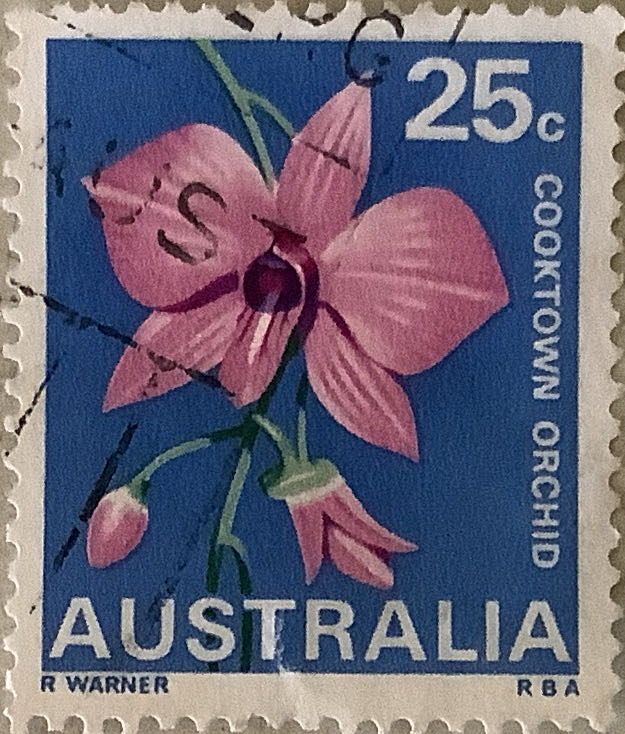 25c
COOKTOWN ORCHID
AUSTRALIA
R WARNER
RBA